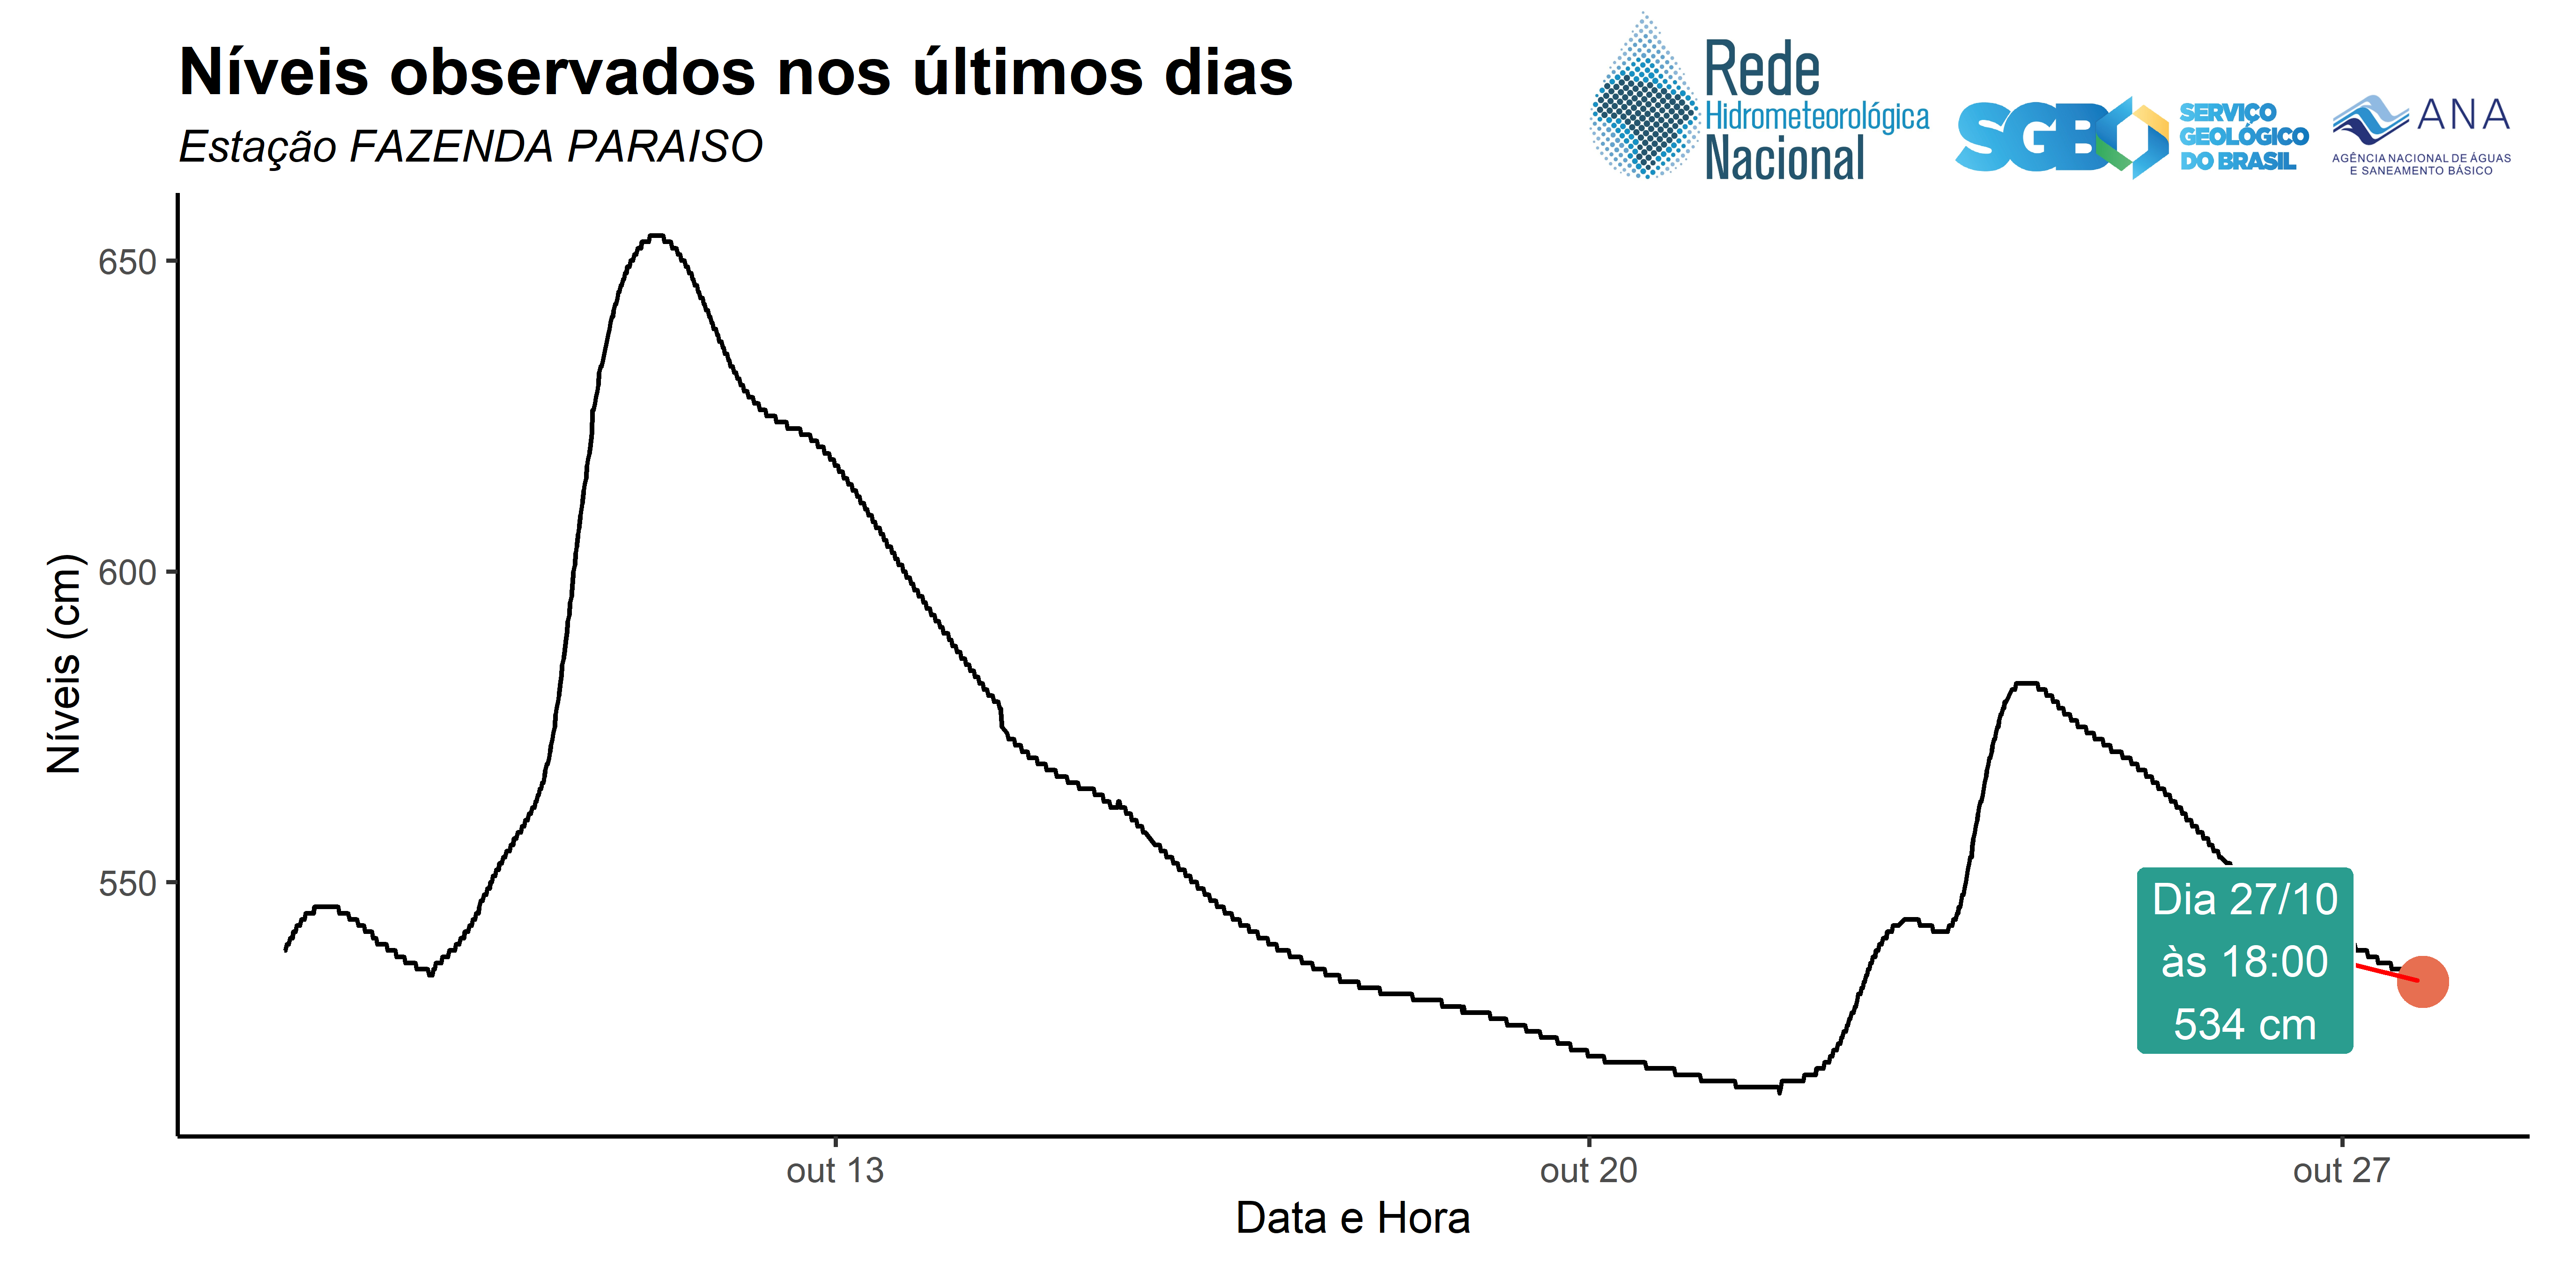 Níveis observados nos últimos dias
Estação FAZENDA PARAISO
Rede
Hidrometeorológica
Nacional
SGB
SERVIÇO
GEOLÓGICO
DO BRASIL
ANA
AGÊNCIA NACIONAL DE ÁGUAS
E SANEAMENTO BÁSICO
Níveis (cm)
650
600
550
Dia 27/10
às 18:00
534 cm
out 13
out 20
out 27
Data e Hora